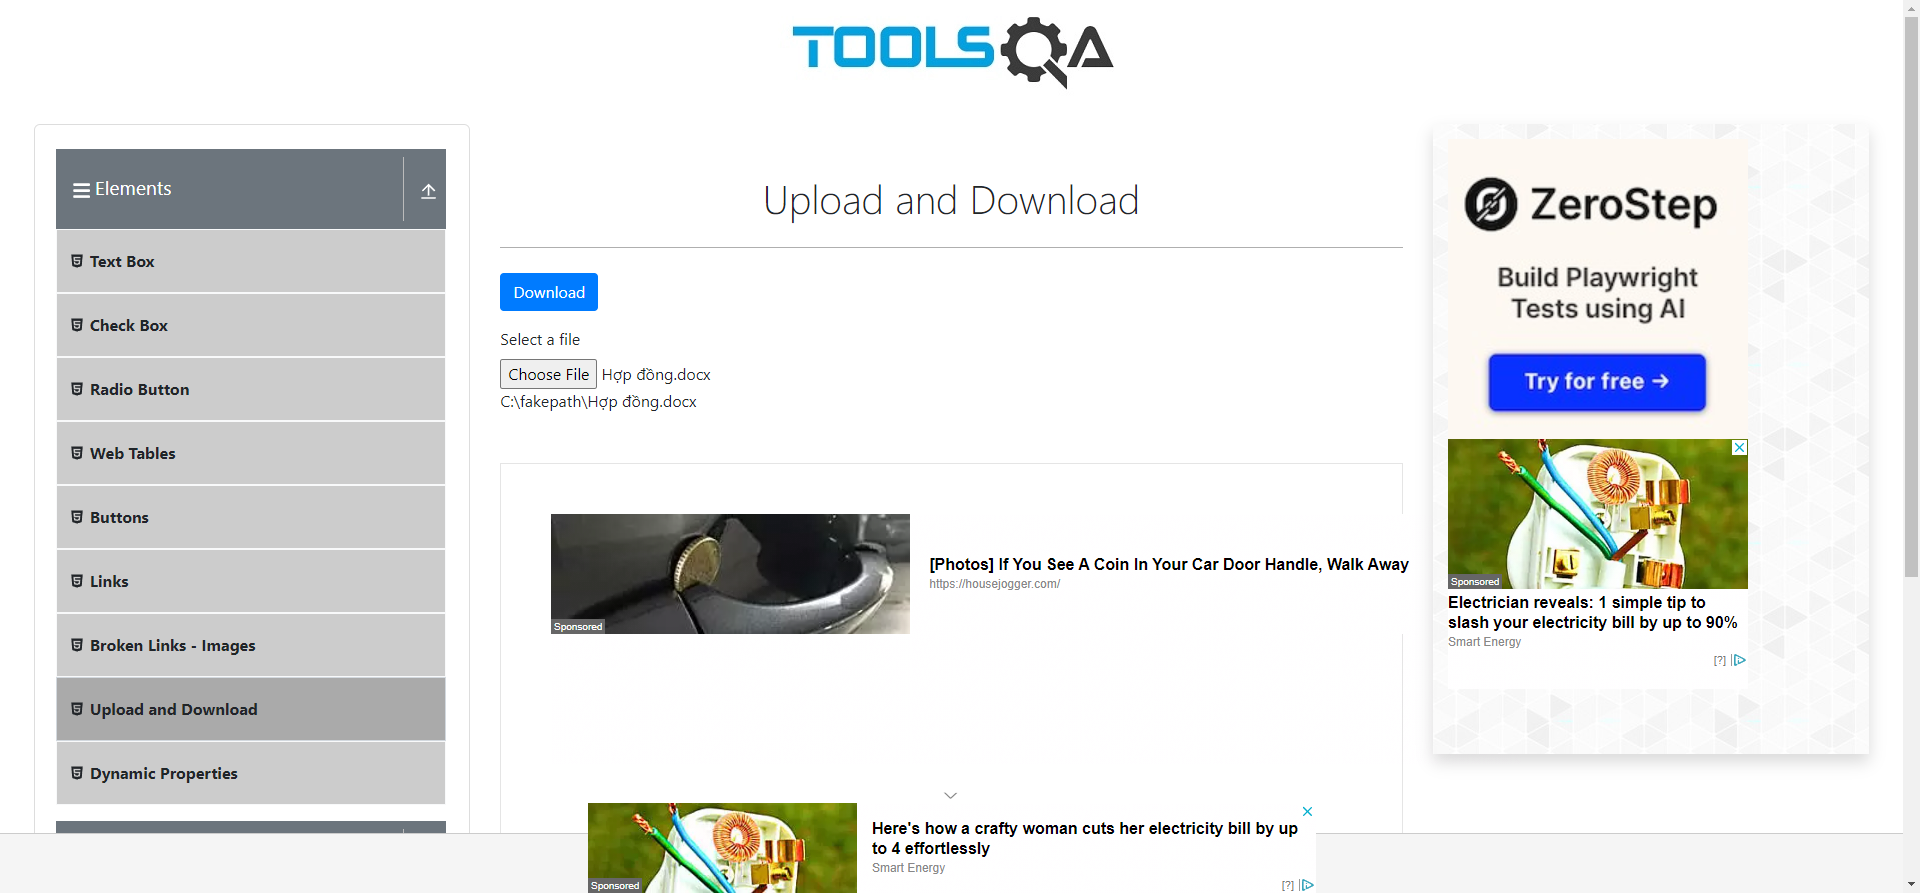 TOOLSQA
Elements
Text Box
Check Box
Radio Button
Web Tables
Buttons
Links
Broken Links - Images
Upload and Download
Dynamic Properties
Upload and Download
Download
Select a file
Choose File Hợp đồng.docx
C:\fakepath\Hợp đồng.docx
Sponsored
[Photos] If You See A Coin In Your Car Door Handle, Walk Away
https://housejogger.com/
ZeroStep
Build Playwright
Tests using AI
Try for free →
Sponsored
Electrician reveals: 1 simple tip to
slash your electricity bill by up to 90%
Smart Energy
[?]
Sponsored
Here's how a crafty woman cuts her electricity bill by up
to 4 effortlessly
Smart Energy
[?]